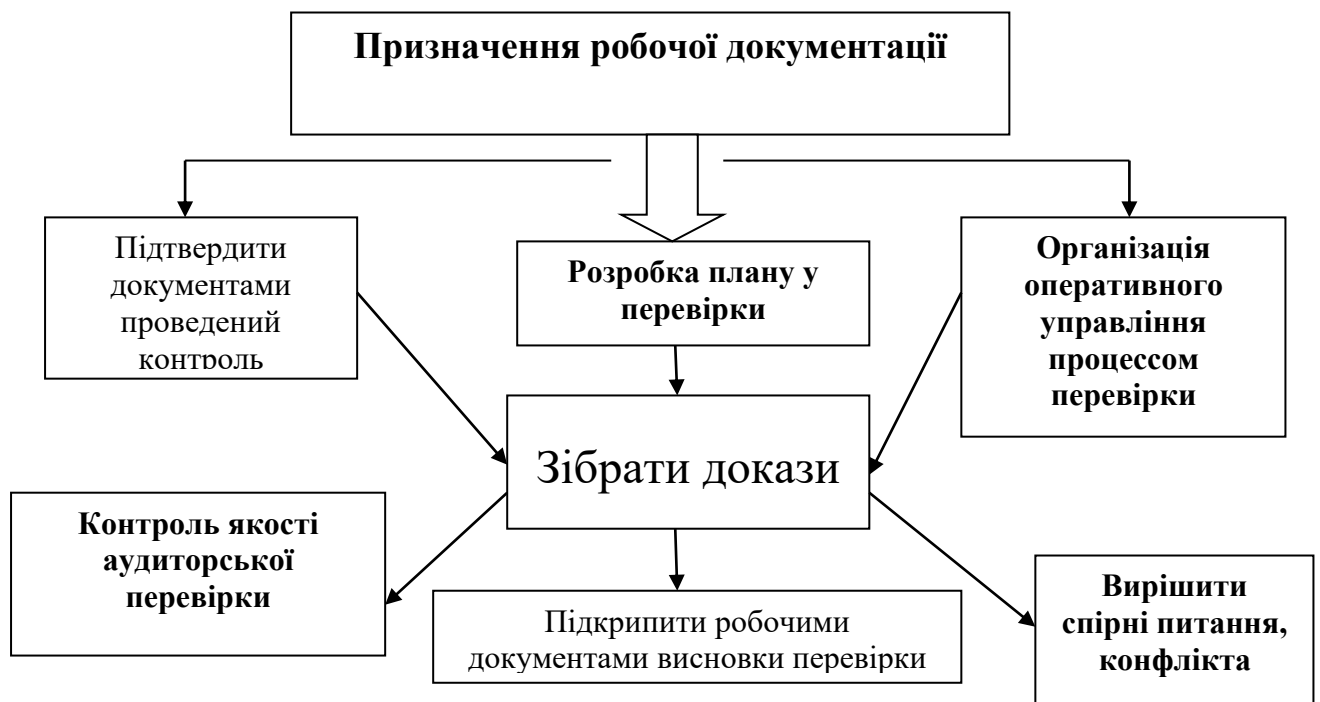 Призначення робочої документації
Підтвердити
документами
проведений
контроль
Розробка плану у
перевірки
Організація
оперативного
управління
процессом
перевірки
Зібрати докази
Контроль якості
аудиторської
перевірки
Підкрипити робочими
документами висновки перевірки
Вирішити
спірні питання,
конфлікта